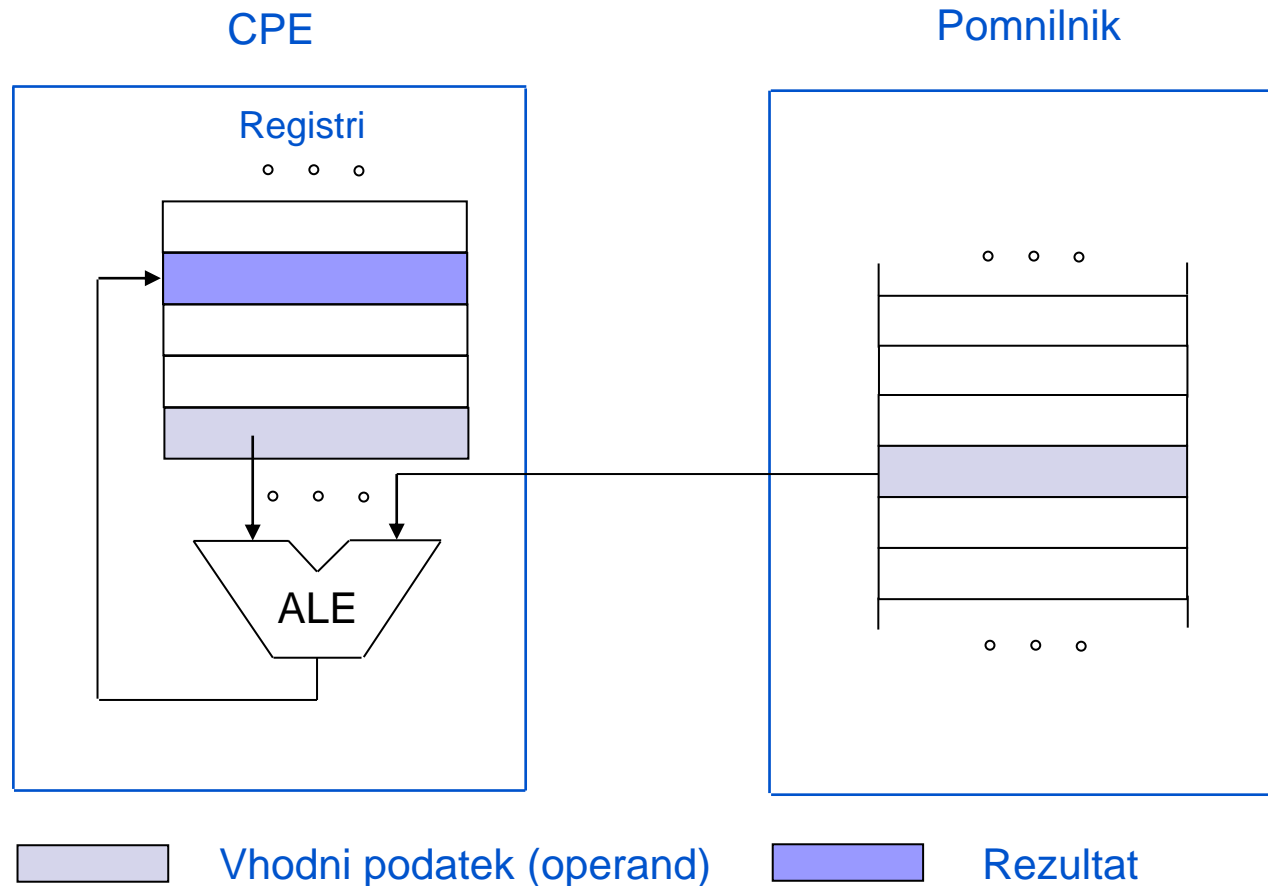 CPE
Pomnilnik
Registri
ALE
Vhodni podatek (operand)
Rezultat